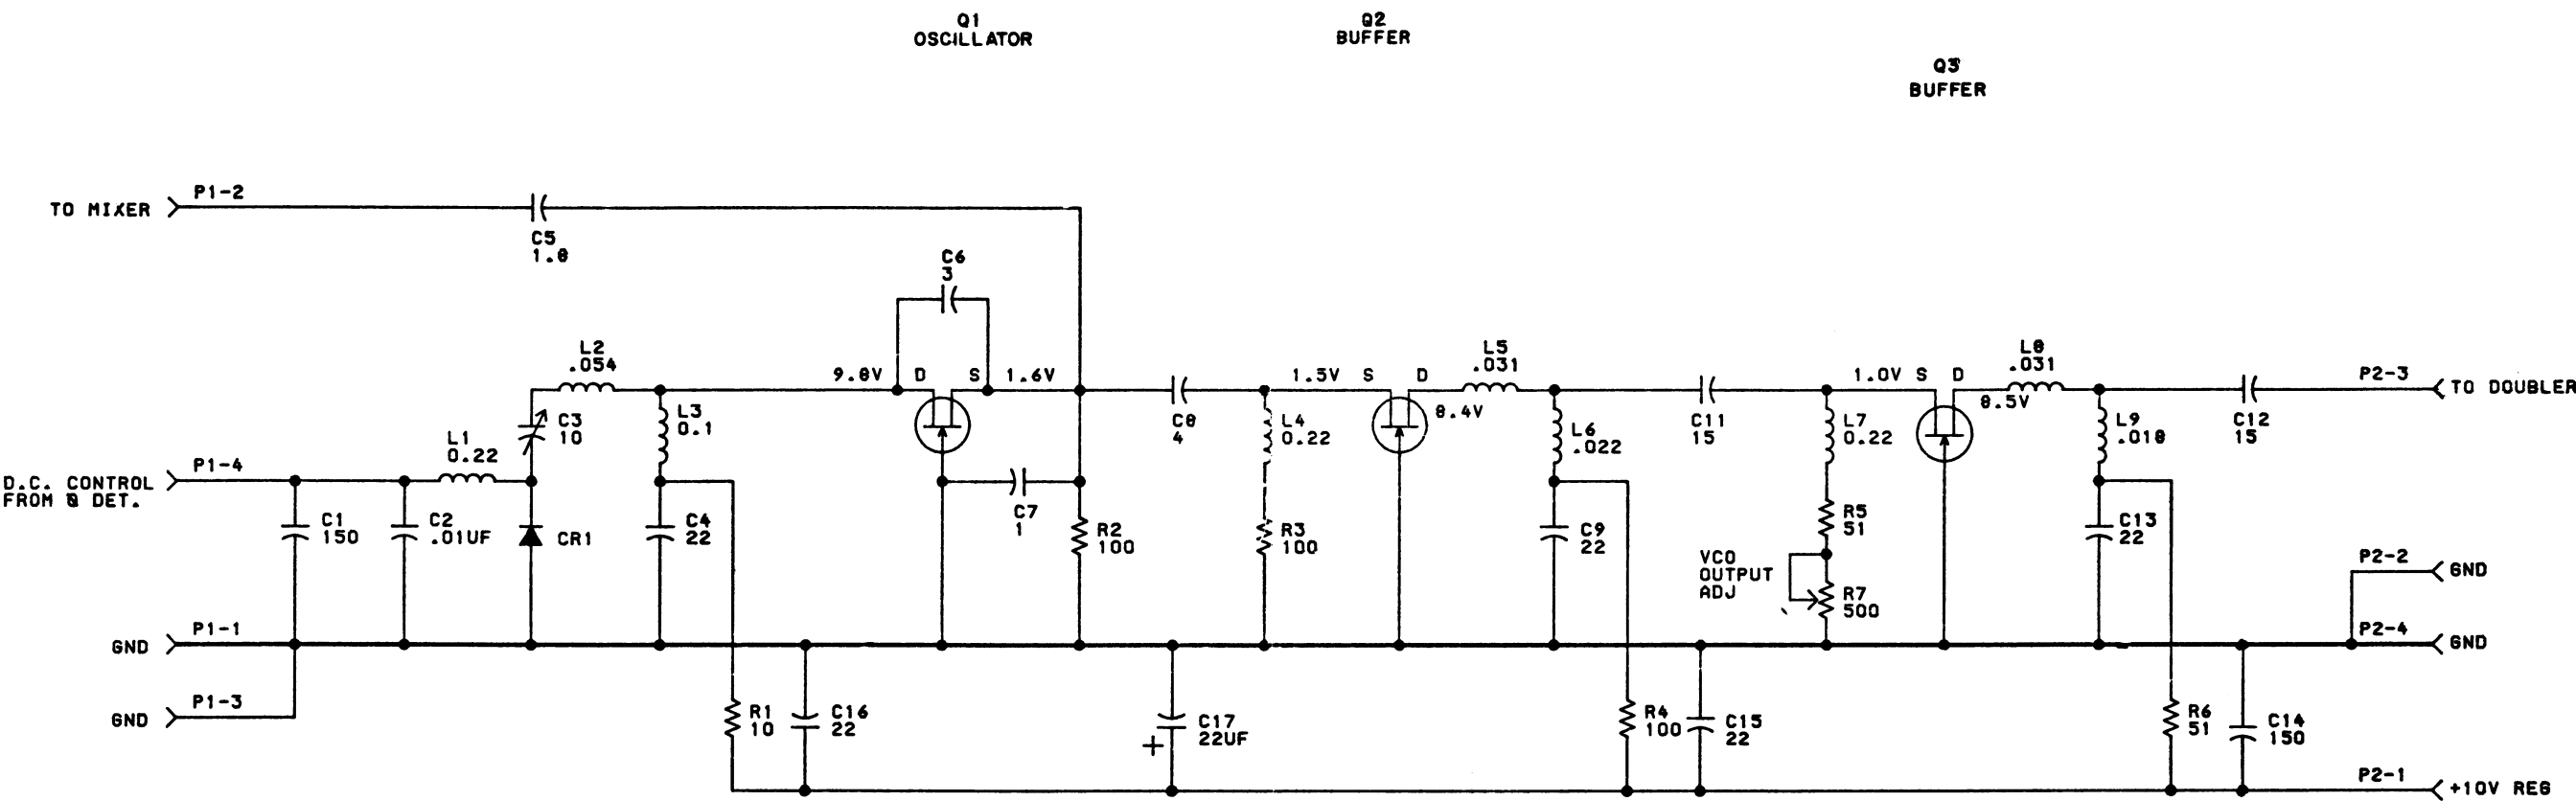 Q1
OSCILLATOR
Q2
BUFFER
Q3
BUFFER
TO MIXER
P1-2
C5
1.8
C6
3
L2
.054
9.8V
D
S
1.6V
C8
4
1.5V
S
D
8.4V
L5
.031
C11
15
1.0V
S
D
8.5V
L8
.031
C12
15
P2-3
TO DOUBLER
C3
10
L3
0.1
L4
0.22
L6
.022
L7
0.22
L9
.018
L1
0.22
P1-4
D.C. CONTROL
FROM Φ DET.
C1
150
C2
.01UF
CR1
C4
22
C7
1
R2
100
R3
100
C9
22
R5
51
VCO
OUTPUT
ADJ
R7
500
C13
22
P2-2
GND
P1-1
GND
P2-4
GND
P1-3
GND
R1
10
C16
22
+
C17
22UF
R4
100
C15
22
R6
51
C14
150
P2-1
+10V REG